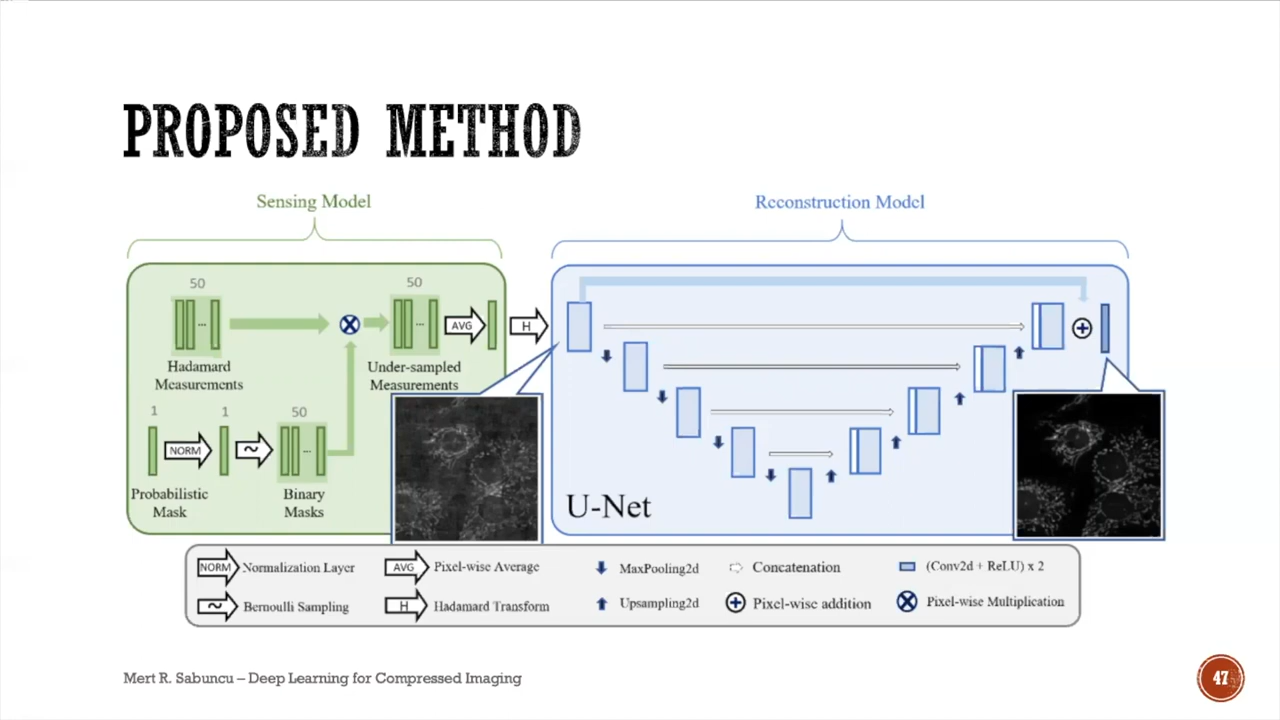 PROPOSED METHOD
Sensing Model
Reconstruction Model
50
50
AVG
H
Hadamard
Measurements
Under-sampled
Measurements
1
1
50
NORM
~
Probabilistic
Mask
Binary
Masks
U-Net
NORM Normalization Layer
AVG Pixel-wise Average
MaxPooling2d
Concatenation
(Conv2d + ReLU) x 2
~ Bernoulli Sampling
H Hadamard Transform
Upsampling2d
Pixel-wise addition
Pixel-wise Multiplication
Mert R. Sabuncu – Deep Learning for Compressed Imaging
47